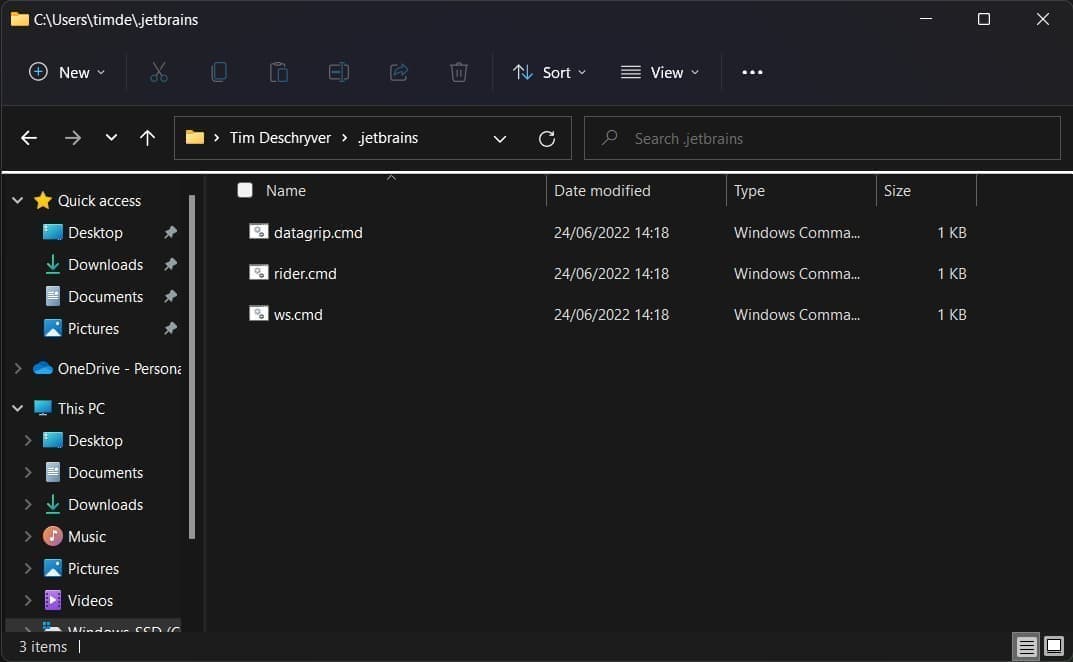 C:\Users\timde\.jetbrains
New Sort View
Tim Deschryver .jetbrains Search .jetbrains
Name Date modified Type Size
Quick access
Desktop
Downloads
Documents
Pictures
OneDrive - Persona
This PC
Desktop
Documents
Downloads
Music
Pictures
Videos
Windows-SSD (C
datagrip.cmd 24/06/2022 14:18 Windows Comma... 1 KB
rider.cmd 24/06/2022 14:18 Windows Comma... 1 KB
ws.cmd 24/06/2022 14:18 Windows Comma... 1 KB
3 items